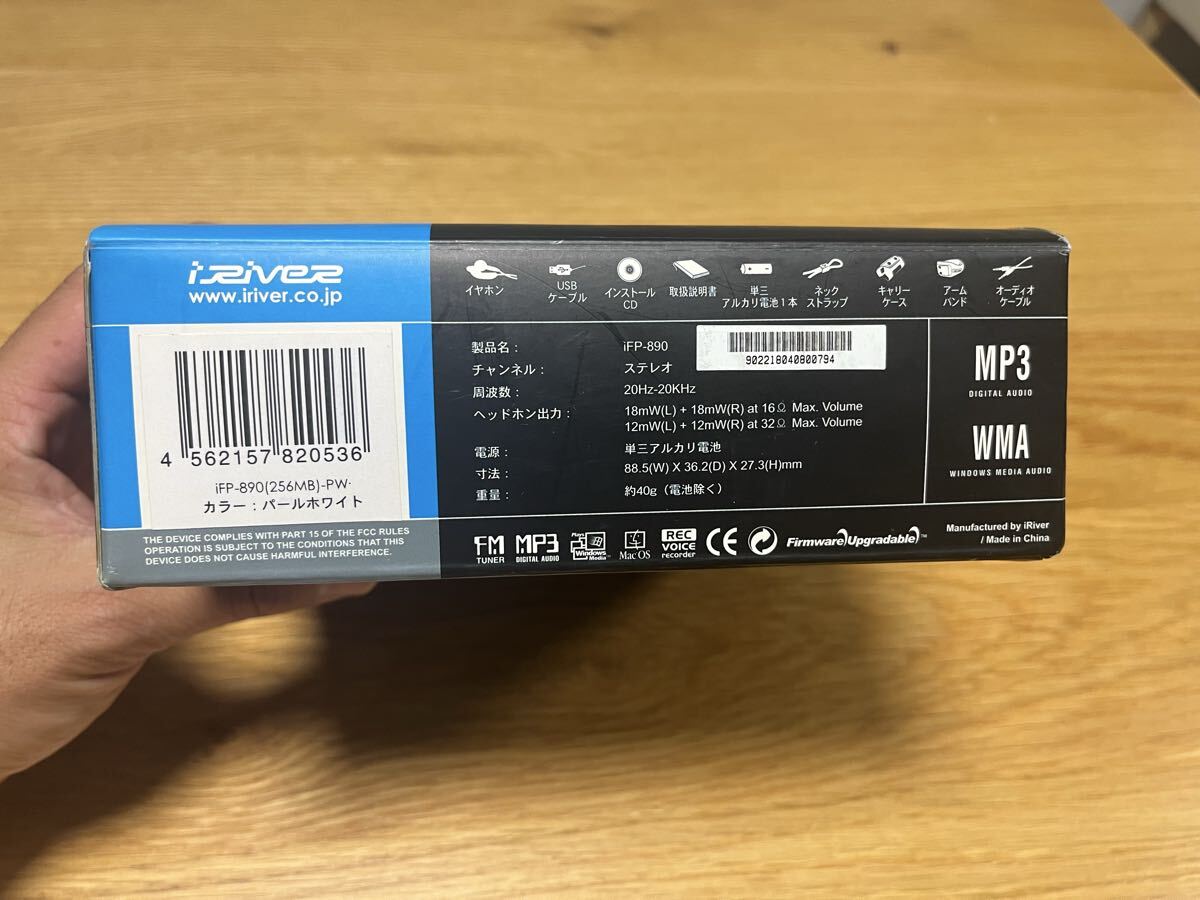 iRiver
www.iriver.co.jp
イヤホン
USB
ケーブル
インストール
CD
取扱説明書
単三
アルカリ電池1本
ネック
ストラップ
キャリー
ケース
アーム
バンド
オーディオ
ケーブル
4 562157 820536
iFP-890(256MB)-PW-
カラー：パールホワイト
製品名： iFP-890
902218040800794
チャンネル： ステレオ
周波数： 20Hz-20KHz
ヘッドホン出力： 18mW(L) + 18mW(R) at 16Ω Max. Volume
12mW(L) + 12mW(R) at 32Ω Max. Volume
電源： 単三アルカリ電池
寸法： 88.5(W) X 36.2(D) X 27.3(H)mm
重量： 約40g（電池除く）
MP3
DIGITAL AUDIO
WMA
WINDOWS MEDIA AUDIO
THE DEVICE COMPLIES WITH PART 15 OF THE FCC RULES
OPERATION IS SUBJECT TO THE CONDITIONS THAT THIS
DEVICE DOES NOT CAUSE HARMFUL INTERFERENCE.
FM
TUNER
MP3
DIGITAL AUDIO
Windows
Media™
Mac OS
REC
VOICE
recorder
CE
Firmware Upgradable™
Manufactured by iRiver
/ Made in China